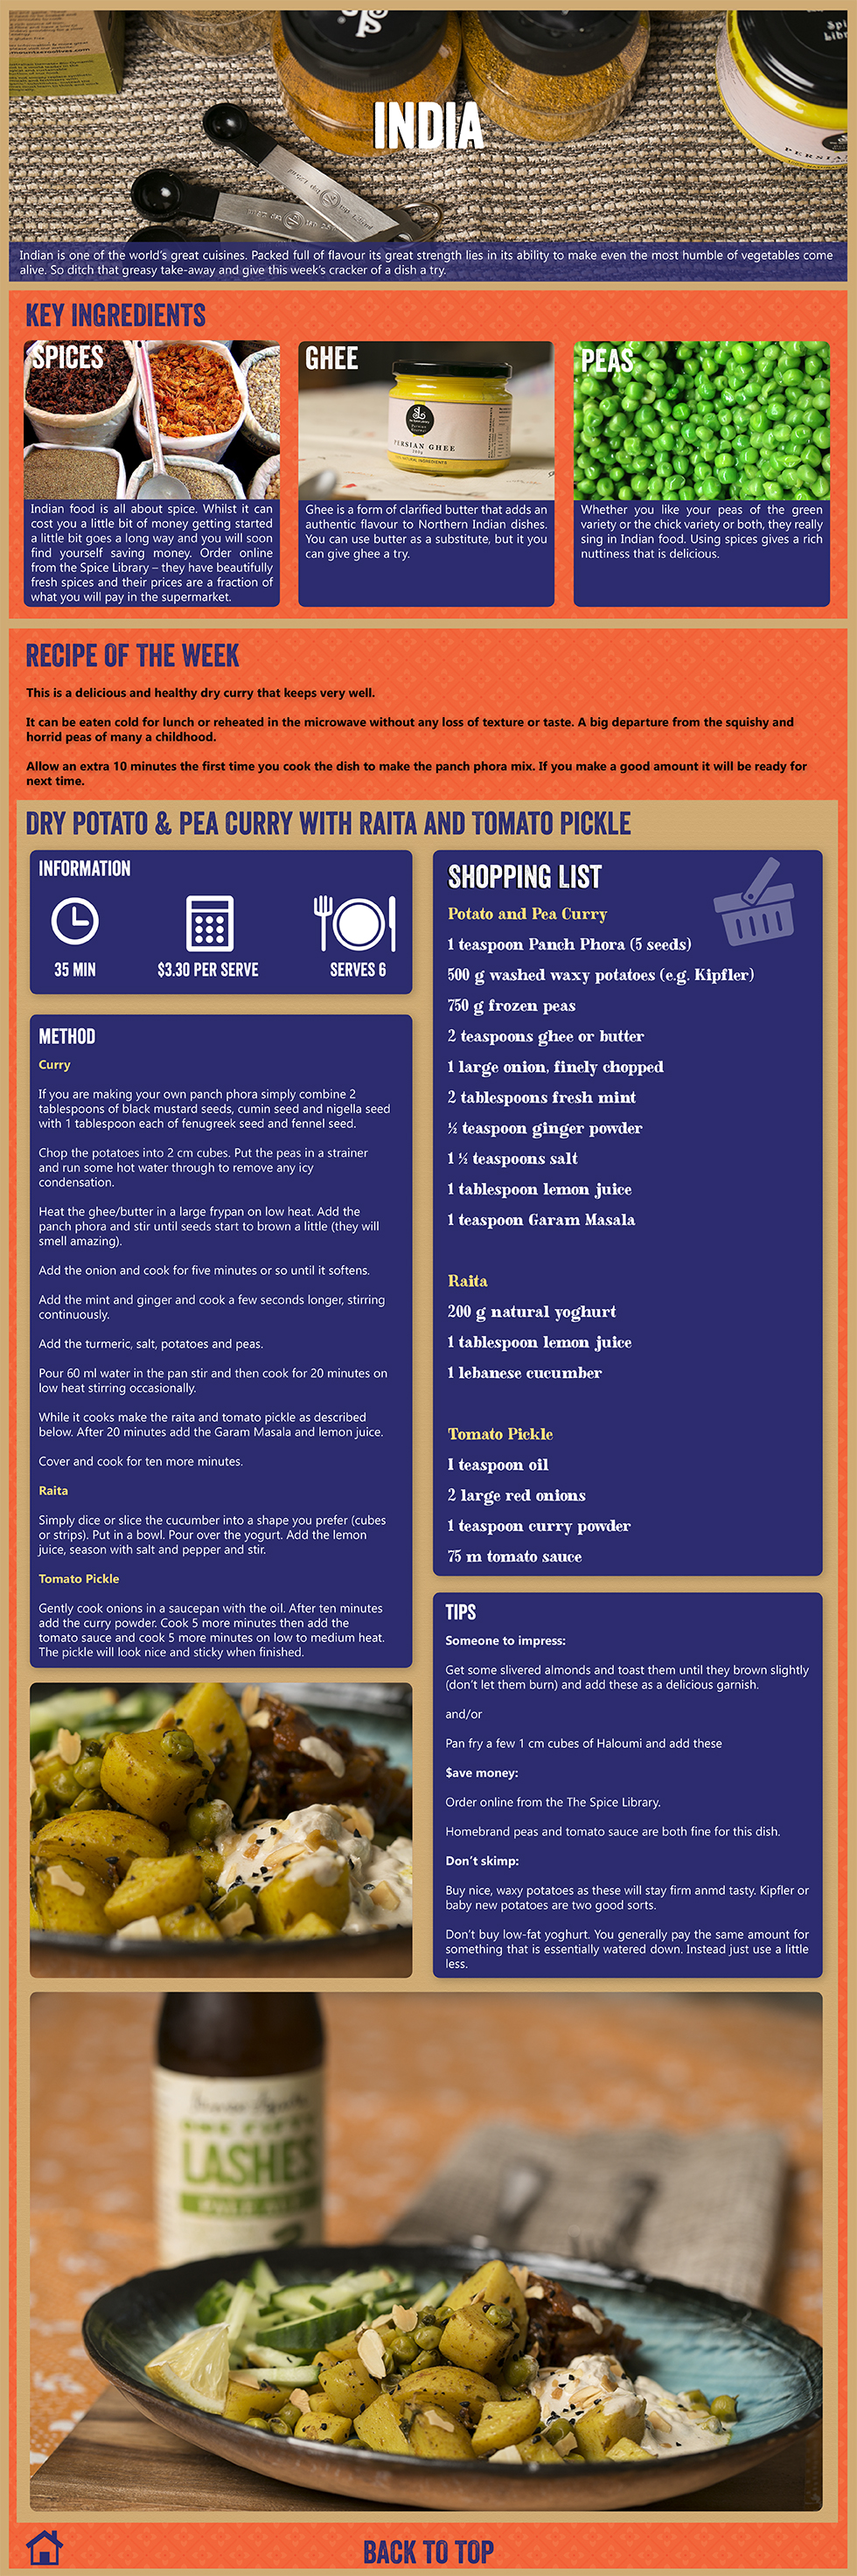 INDIA
Indian is one of the world's great cuisines. Packed full of flavour its great strength lies in its ability to make even the most humble of vegetables come
alive. So ditch that greasy take-away and give this week's cracker of a dish a try.
KEY INGREDIENTS
SPICES
Indian food is all about spice. Whilst it can
cost you a little bit of money getting started
a little bit goes a long way and you will soon
find yourself saving money. Order online
from the Spice Library – they have beautifully
fresh spices and their prices are a fraction of
what you will pay in the supermarket.
GHEE
PERSIAN GHEE
Ghee is a form of clarified butter that adds an
authentic flavour to Northern Indian dishes.
You can use butter as a substitute, but it you
can give ghee a try.
PEAS
Whether you like your peas of the green
variety or the chick variety or both, they really
sing in Indian food. Using spices gives a rich
nuttiness that is delicious.
RECIPE OF THE WEEK
This is a delicious and healthy dry curry that keeps very well.
It can be eaten cold for lunch or reheated in the microwave without any loss of texture or taste. A big departure from the squishy and
horrid peas of many a childhood.
Allow an extra 10 minutes the first time you cook the dish to make the panch phora mix. If you make a good amount it will be ready for
next time.
DRY POTATO & PEA CURRY WITH RAITA AND TOMATO PICKLE
INFORMATION
35 MIN
$3.30 PER SERVE
SERVES 6
METHOD
Curry
If you are making your own panch phora simply combine 2
tablespoons of black mustard seeds, cumin seed and nigella seed
with 1 tablespoon each of fenugreek seed and fennel seed.
Chop the potatoes into 2 cm cubes. Put the peas in a strainer
and run some hot water through to remove any icy
condensation.
Heat the ghee/butter in a large frypan on low heat. Add the
panch phora and stir until seeds start to brown a little (they will
smell amazing).
Add the onion and cook for five minutes or so until it softens.
Add the mint and ginger and cook a few seconds longer, stirring
continuously.
Add the turmeric, salt, potatoes and peas.
Pour 60 ml water in the pan stir and then cook for 20 minutes on
low heat stirring occasionally.
While it cooks make the raita and tomato pickle as described
below. After 20 minutes add the Garam Masala and lemon juice.
Cover and cook for ten more minutes.
Raita
Simply dice or slice the cucumber into a shape you prefer (cubes
or strips). Put in a bowl. Pour over the yogurt. Add the lemon
juice, season with salt and pepper and stir.
Tomato Pickle
Gently cook onions in a saucepan with the oil. After ten minutes
add the curry powder. Cook 5 more minutes then add the
tomato sauce and cook 5 more minutes on low to medium heat.
The pickle will look nice and sticky when finished.
SHOPPING LIST
Potato and Pea Curry
1 teaspoon Panch Phora (5 seeds)
500 g washed waxy potatoes (e.g. Kipfler)
750 g frozen peas
2 teaspoons ghee or butter
1 large onion, finely chopped
2 tablespoons fresh mint
½ teaspoon ginger powder
1 ½ teaspoons salt
1 tablespoon lemon juice
1 teaspoon Garam Masala
Raita
200 g natural yoghurt
1 tablespoon lemon juice
1 lebanese cucumber
Tomato Pickle
1 teaspoon oil
2 large red onions
1 teaspoon curry powder
75 m tomato sauce
TIPS
Someone to impress:
Get some slivered almonds and toast them until they brown slightly
(don't let them burn) and add these as a delicious garnish.
and/or
Pan fry a few 1 cm cubes of Haloumi and add these
$ave money:
Order online from the The Spice Library.
Homebrand peas and tomato sauce are both fine for this dish.
Don't skimp:
Buy nice, waxy potatoes as these will stay firm anmd tasty. Kipfler or
baby new potatoes are two good sorts.
Don't buy low-fat yoghurt. You generally pay the same amount for
something that is essentially watered down. Instead just use a little
less.
LASHES
BACK TO TOP